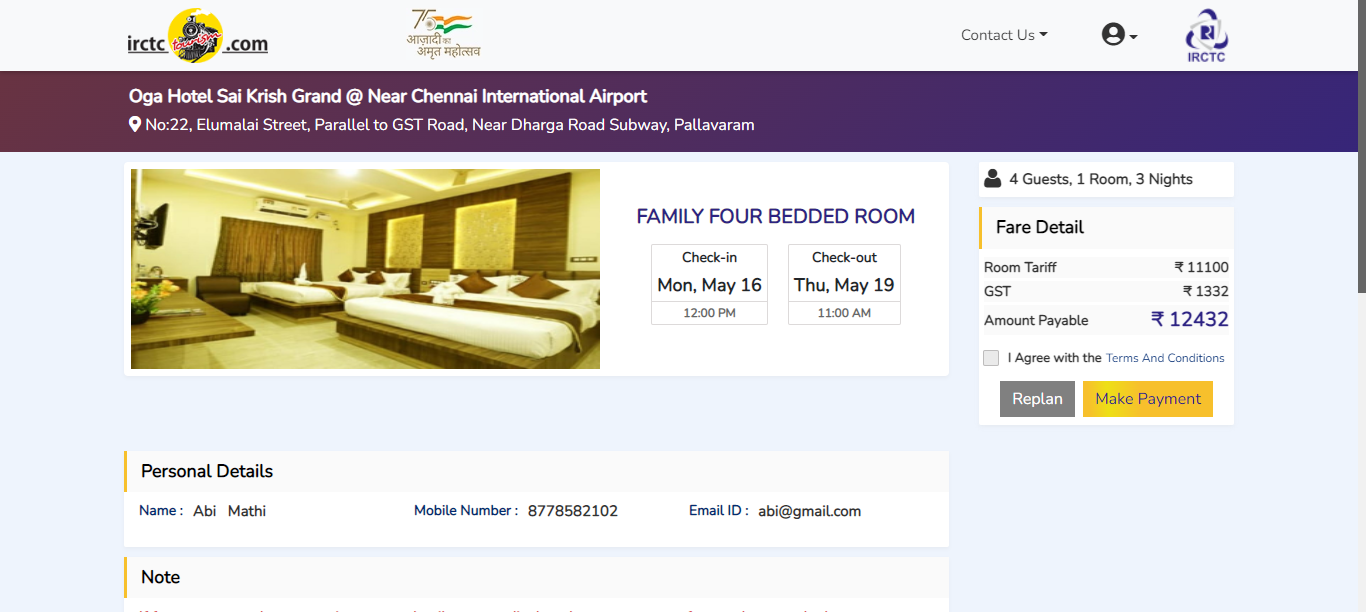 irctc tourism .com
75
आज़ादी का
अमृत महोत्सव
Contact Us
IRCTC
Oga Hotel Sai Krish Grand @ Near Chennai International Airport
No:22, Elumalai Street, Parallel to GST Road, Near Dharga Road Subway, Pallavaram
FAMILY FOUR BEDDED ROOM
Check-in
Mon, May 16
12:00 PM
Check-out
Thu, May 19
11:00 AM
4 Guests, 1 Room, 3 Nights
Fare Detail
Room Tariff ₹ 11100
GST ₹ 1332
Amount Payable ₹ 12432
I Agree with the Terms And Conditions
Replan Make Payment
Personal Details
Name : Abi Mathi Mobile Number : 8778582102 Email ID : abi@gmail.com
Note